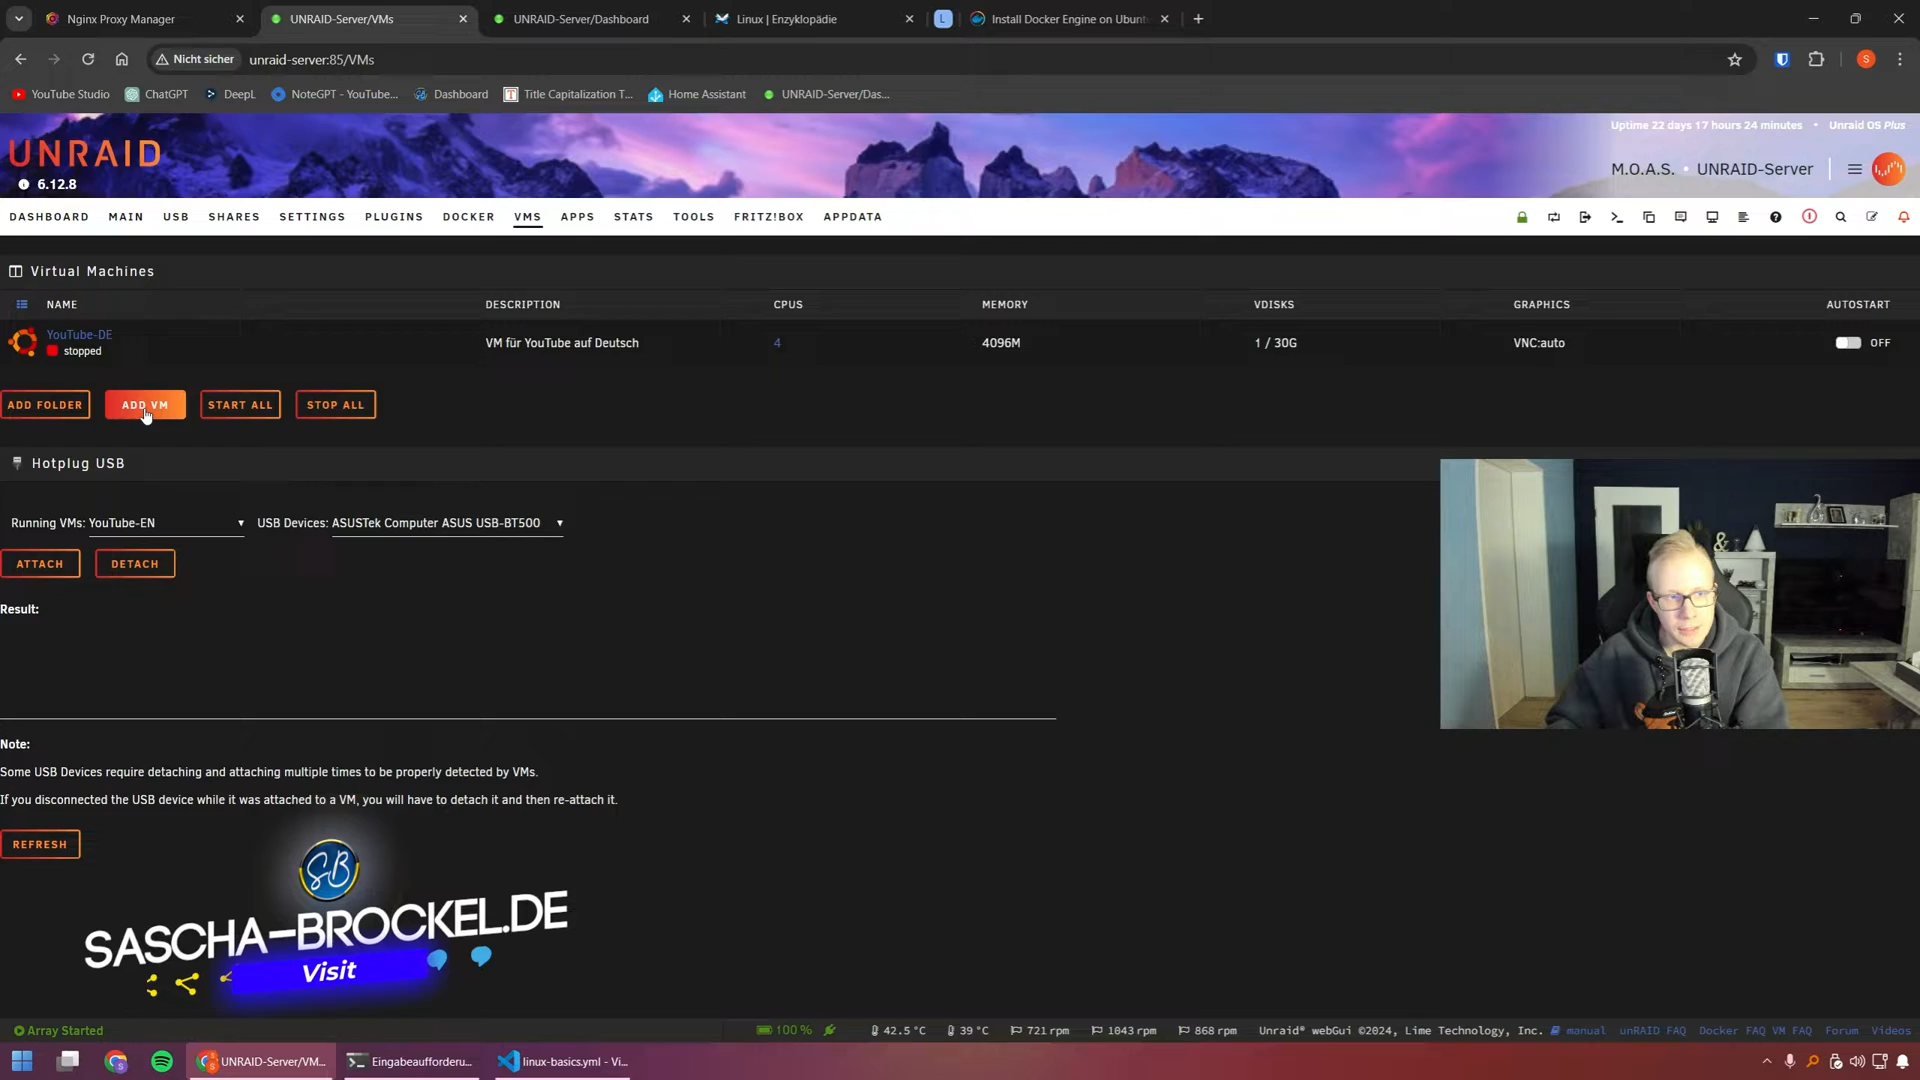 Nginx Proxy Manager
UNRAID-Server/VMs
UNRAID-Server/Dashboard
Linux | Enzyklopädie
L
Install Docker Engine on Ubunt
Nicht sicher
unraid-server:85/VMs
S
YouTube Studio
ChatGPT
DeepL
NoteGPT - YouTube...
Dashboard
Title Capitalization T...
Home Assistant
UNRAID-Server/Das...
UNRAID
6.12.8
Uptime 22 days 17 hours 24 minutes • Unraid OS Plus
M.O.A.S. • UNRAID-Server
DASHBOARD MAIN USB SHARES SETTINGS PLUGINS DOCKER VMS APPS STATS TOOLS FRITZ!BOX APPDATA
Virtual Machines
NAME DESCRIPTION CPUS MEMORY VDISKS GRAPHICS AUTOSTART
YouTube-DE
stopped
VM für YouTube auf Deutsch
4
4096M
1 / 30G
VNC:auto
OFF
ADD FOLDER ADD VM START ALL STOP ALL
Hotplug USB
Running VMs: YouTube-EN USB Devices: ASUSTek Computer ASUS USB-BT500
ATTACH DETACH
Result:
Note:
Some USB Devices require detaching and attaching multiple times to be properly detected by VMs.
If you disconnected the USB device while it was attached to a VM, you will have to detach it and then re-attach it.
REFRESH
SB
SASCHA-BROCKEL.DE
Visit
&
Array Started
100 % 42.5 °C 39 °C 721 rpm 1043 rpm 868 rpm Unraid® webGui ©2024, Lime Technology, Inc. manual unRAID FAQ Docker FAQ VM FAQ Forum Videos
UNRAID-Server/VM...
Eingabeaufforderu...
linux-basics.yml - Vi...